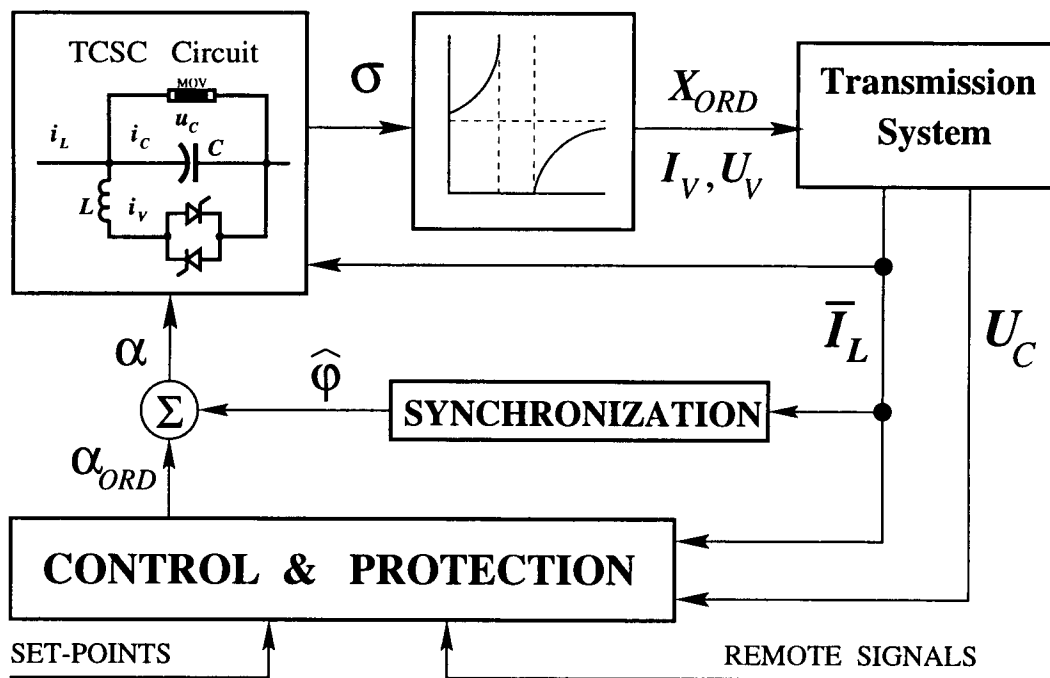 TCSC Circuit
MOV
u_C
i_L
i_C
C
L
i_V
σ
X_ORD
I_V, U_V
Transmission
System
Ī_L
U_C
α
φ̂
Σ
SYNCHRONIZATION
α_ORD
CONTROL & PROTECTION
SET-POINTS
REMOTE SIGNALS